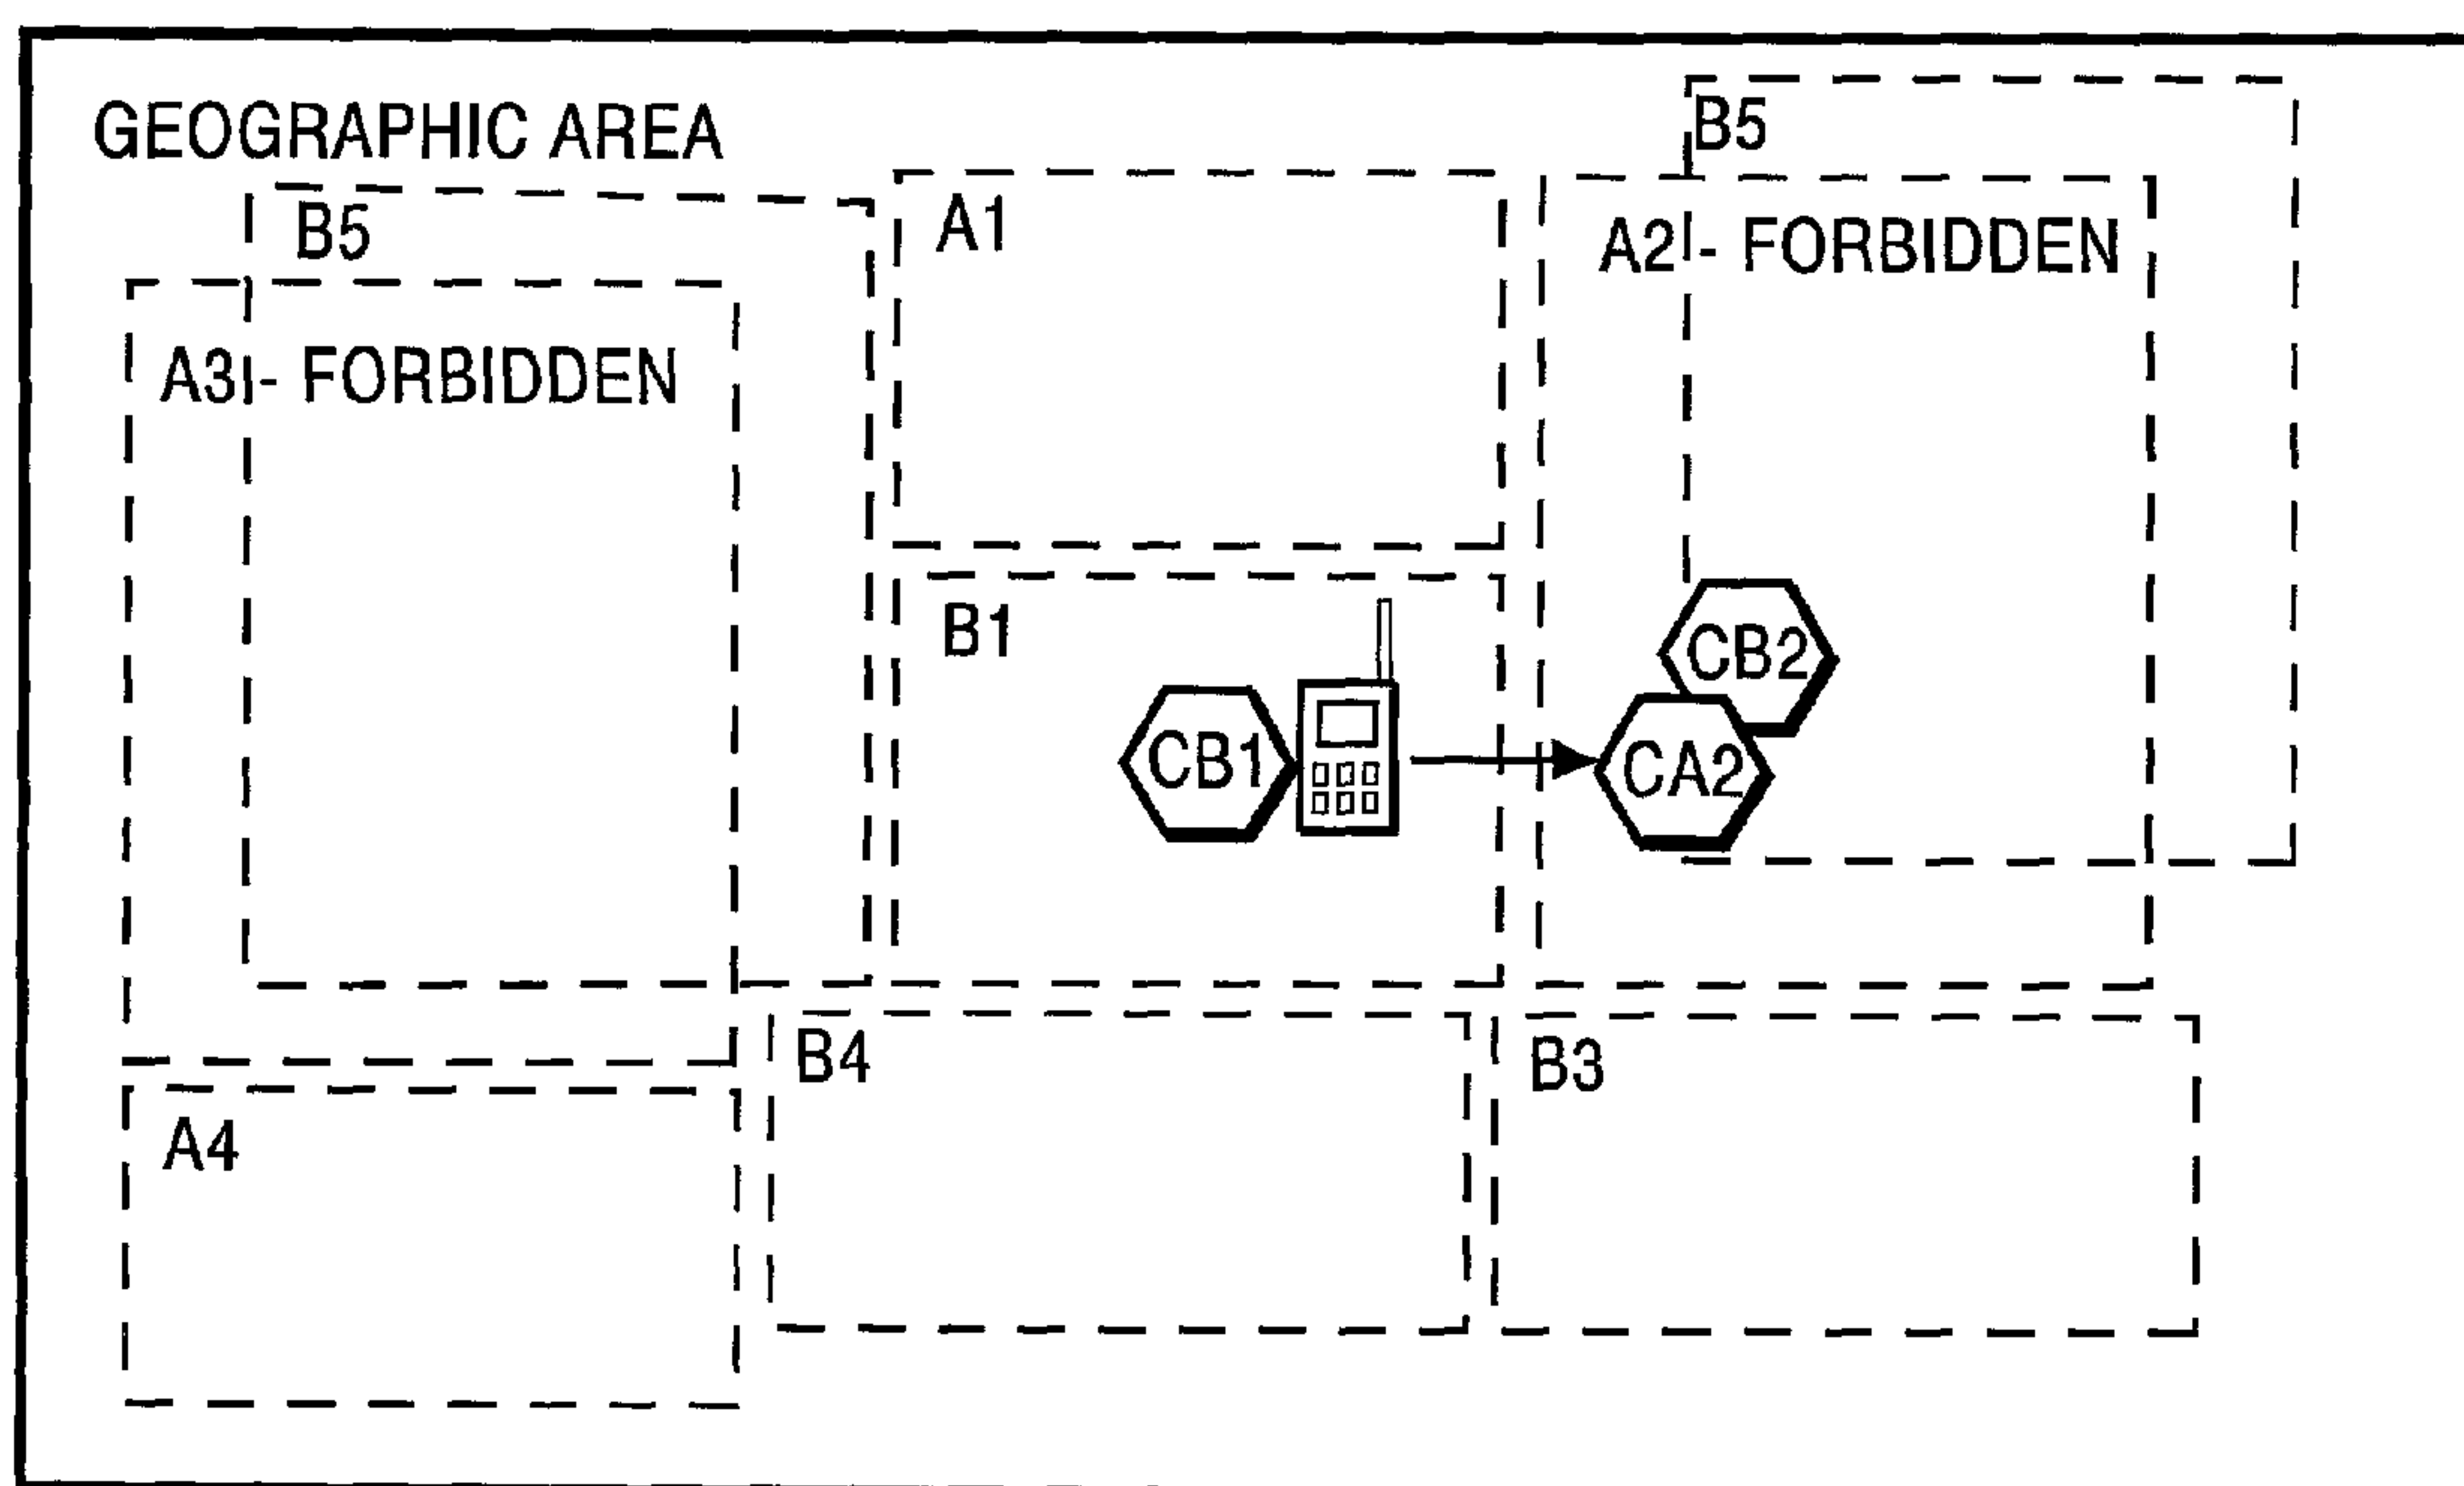 GEOGRAPHIC AREA
B5
B5
A1
A2 - FORBIDDEN
A3 - FORBIDDEN
B1
CB2
CB1
CA2
B4
B3
A4